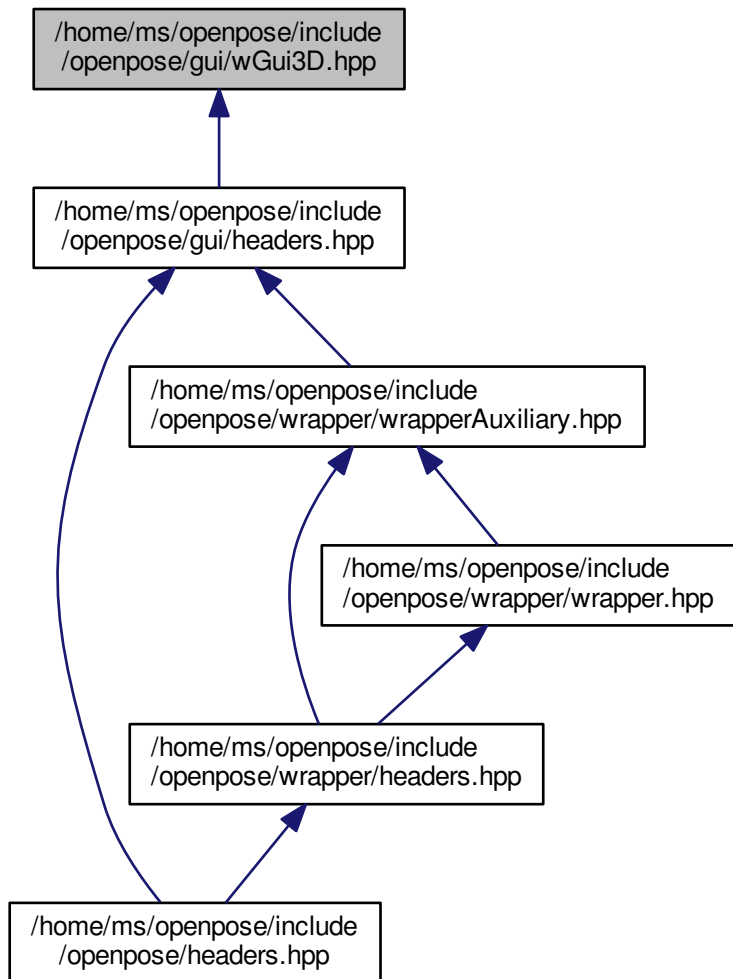 /home/ms/openpose/include
/openpose/gui/wGui3D.hpp
/home/ms/openpose/include
/openpose/gui/headers.hpp
/home/ms/openpose/include
/openpose/wrapper/wrapperAuxiliary.hpp
/home/ms/openpose/include
/openpose/wrapper/wrapper.hpp
/home/ms/openpose/include
/openpose/wrapper/headers.hpp
/home/ms/openpose/include
/openpose/headers.hpp